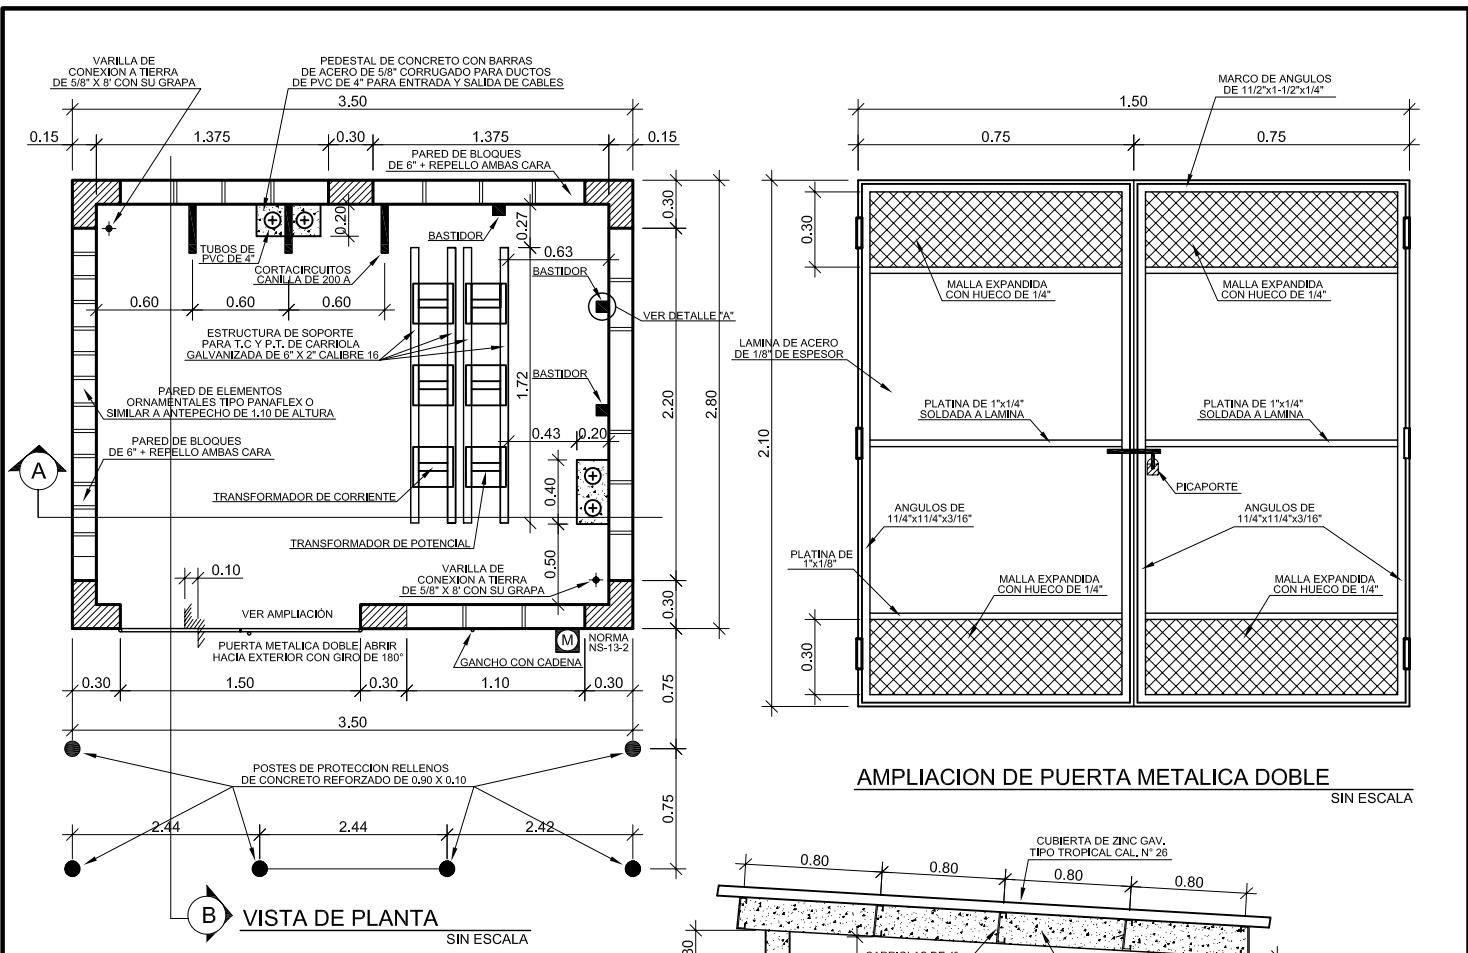 VARILLA DE
CONEXION A TIERRA
DE 5/8" X 8' CON SU GRAPA
PEDESTAL DE CONCRETO CON BARRAS
DE ACERO DE 5/8" CORRUGADO PARA DUCTOS
DE PVC DE 4" PARA ENTRADA Y SALIDA DE CABLES
3.50
0.15
1.375
0.30
1.375
0.15
PARED DE BLOQUES
DE 6" + REPELLO AMBAS CARA
0.20
BASTIDOR
0.27
0.30
TUBOS DE
PVC DE 4"
CORTACIRCUITOS
CANILLA DE 200 A
0.63
BASTIDOR
0.60
0.60
0.60
VER DETALLE "A"
ESTRUCTURA DE SOPORTE
PARA T.C Y P.T. DE CARRIOLA
GALVANIZADA DE 6" X 2" CALIBRE 16
1.72
BASTIDOR
2.20
2.80
PARED DE ELEMENTOS
ORNAMENTALES TIPO PANAFLEX O
SIMILAR A ANTEPECHO DE 1.10 DE ALTURA
PARED DE BLOQUES
DE 6" + REPELLO AMBAS CARA
0.43
0.20
A
0.40
TRANSFORMADOR DE CORRIENTE
TRANSFORMADOR DE POTENCIAL
0.50
VARILLA DE
CONEXION A TIERRA
DE 5/8" X 8' CON SU GRAPA
0.10
VER AMPLIACIÓN
0.30
PUERTA METALICA DOBLE ABRIR
HACIA EXTERIOR CON GIRO DE 180°
M
NORMA
NS-13-2
GANCHO CON CADENA
0.30
1.50
0.30
1.10
0.30
0.75
3.50
POSTES DE PROTECCION RELLENOS
DE CONCRETO REFORZADO DE 0.90 X 0.10
0.75
2.44
2.44
2.42
B
VISTA DE PLANTA
SIN ESCALA
MARCO DE ANGULOS
DE 11/2"x1-1/2"x1/4"
1.50
0.75
0.75
0.30
MALLA EXPANDIDA
CON HUECO DE 1/4"
MALLA EXPANDIDA
CON HUECO DE 1/4"
LAMINA DE ACERO
DE 1/8" DE ESPESOR
PLATINA DE 1"x1/4"
SOLDADA A LAMINA
PLATINA DE 1"x1/4"
SOLDADA A LAMINA
2.10
PICAPORTE
ANGULOS DE
11/4"x11/4"x3/16"
ANGULOS DE
11/4"x11/4"x3/16"
PLATINA DE
1"x1/8"
MALLA EXPANDIDA
CON HUECO DE 1/4"
MALLA EXPANDIDA
CON HUECO DE 1/4"
0.30
AMPLIACION DE PUERTA METALICA DOBLE
SIN ESCALA
CUBIERTA DE ZINC GAV.
TIPO TROPICAL CAL. N° 26
0.80
0.80
0.80
0.80